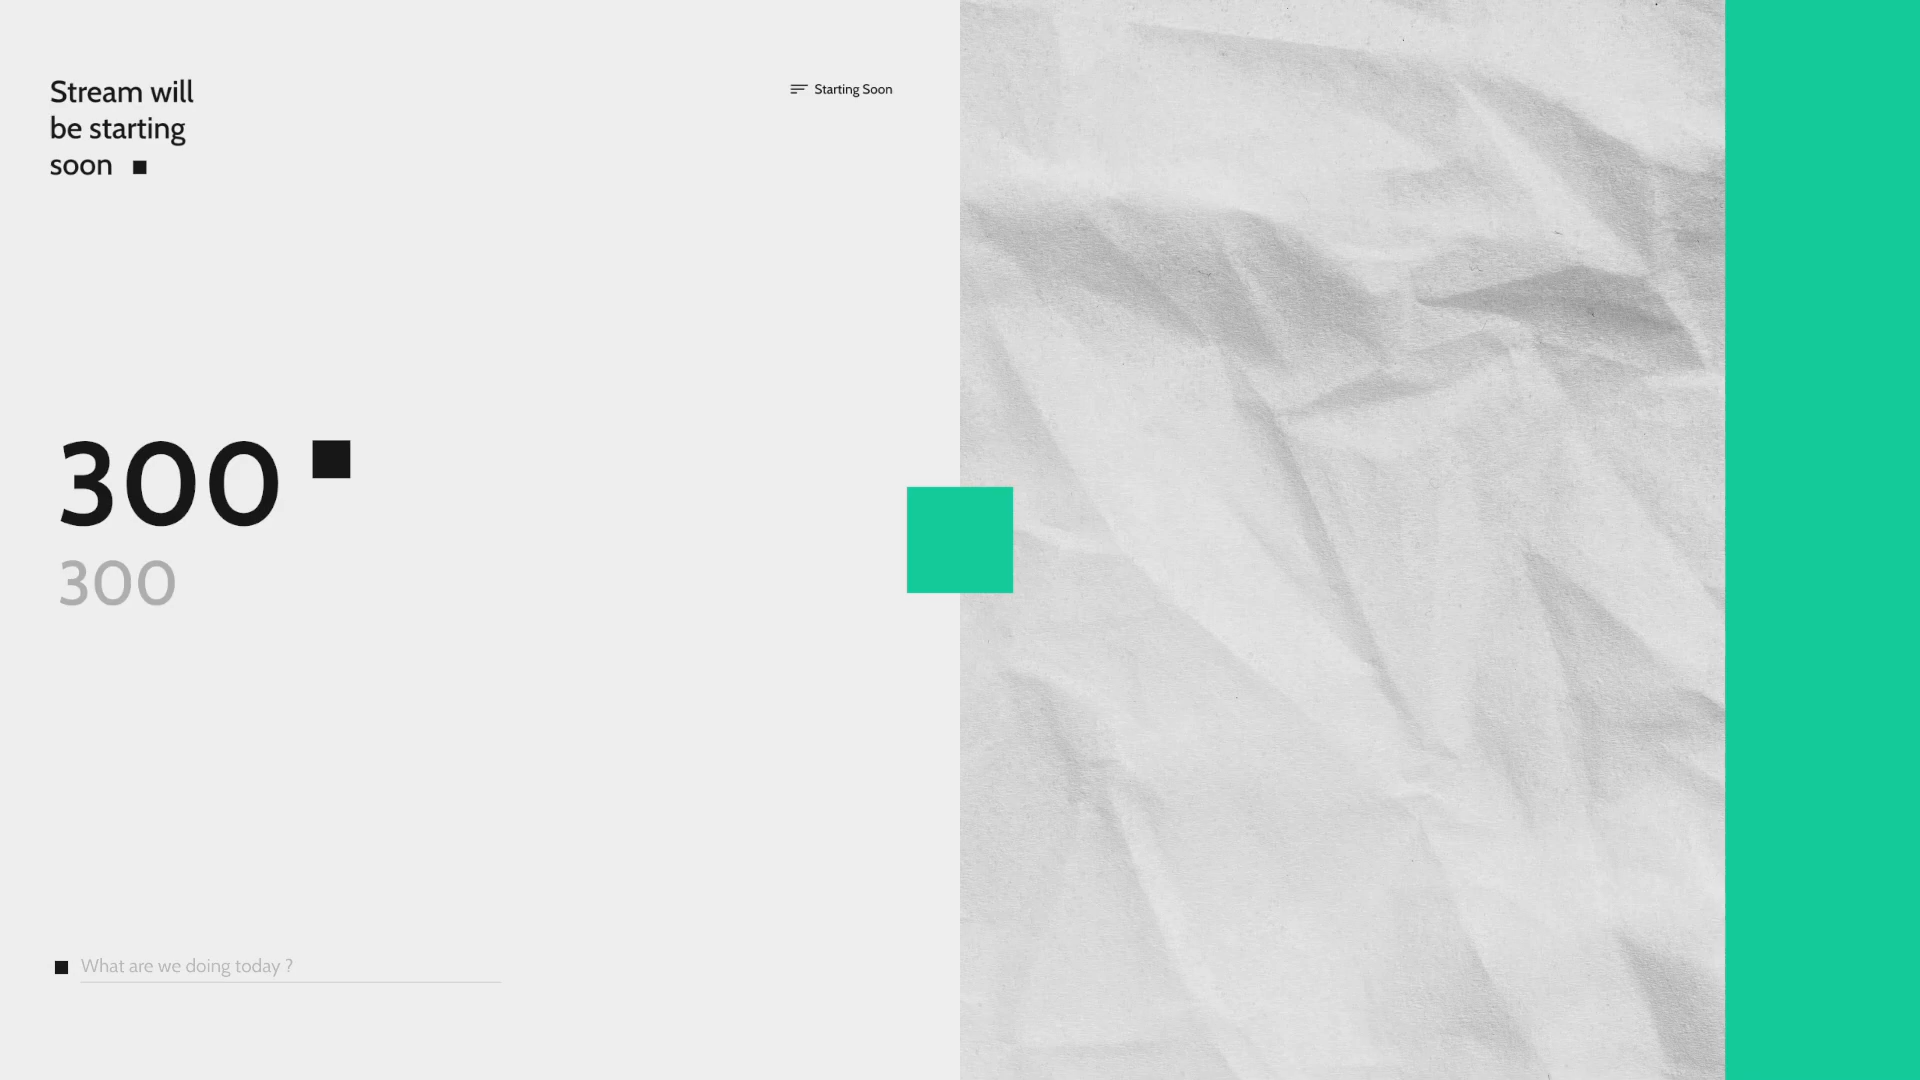 Stream will
be starting
soon
Starting Soon
300
300
What are we doing today ?